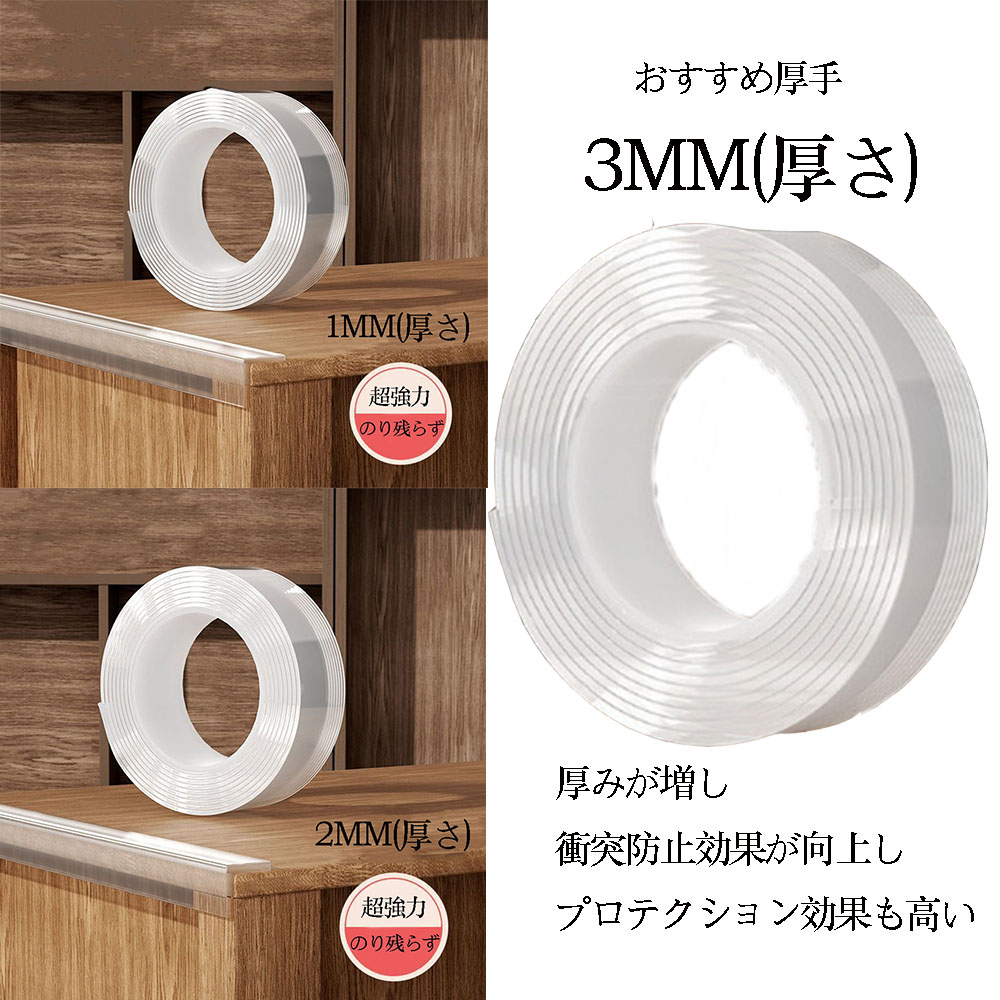 1MM(厚さ)
超強力
のり残らず
2MM(厚さ)
超強力
のり残らず
おすすめ厚手
3MM(厚さ)
厚みが増し
衝突防止効果が向上し
プロテクション効果も高い